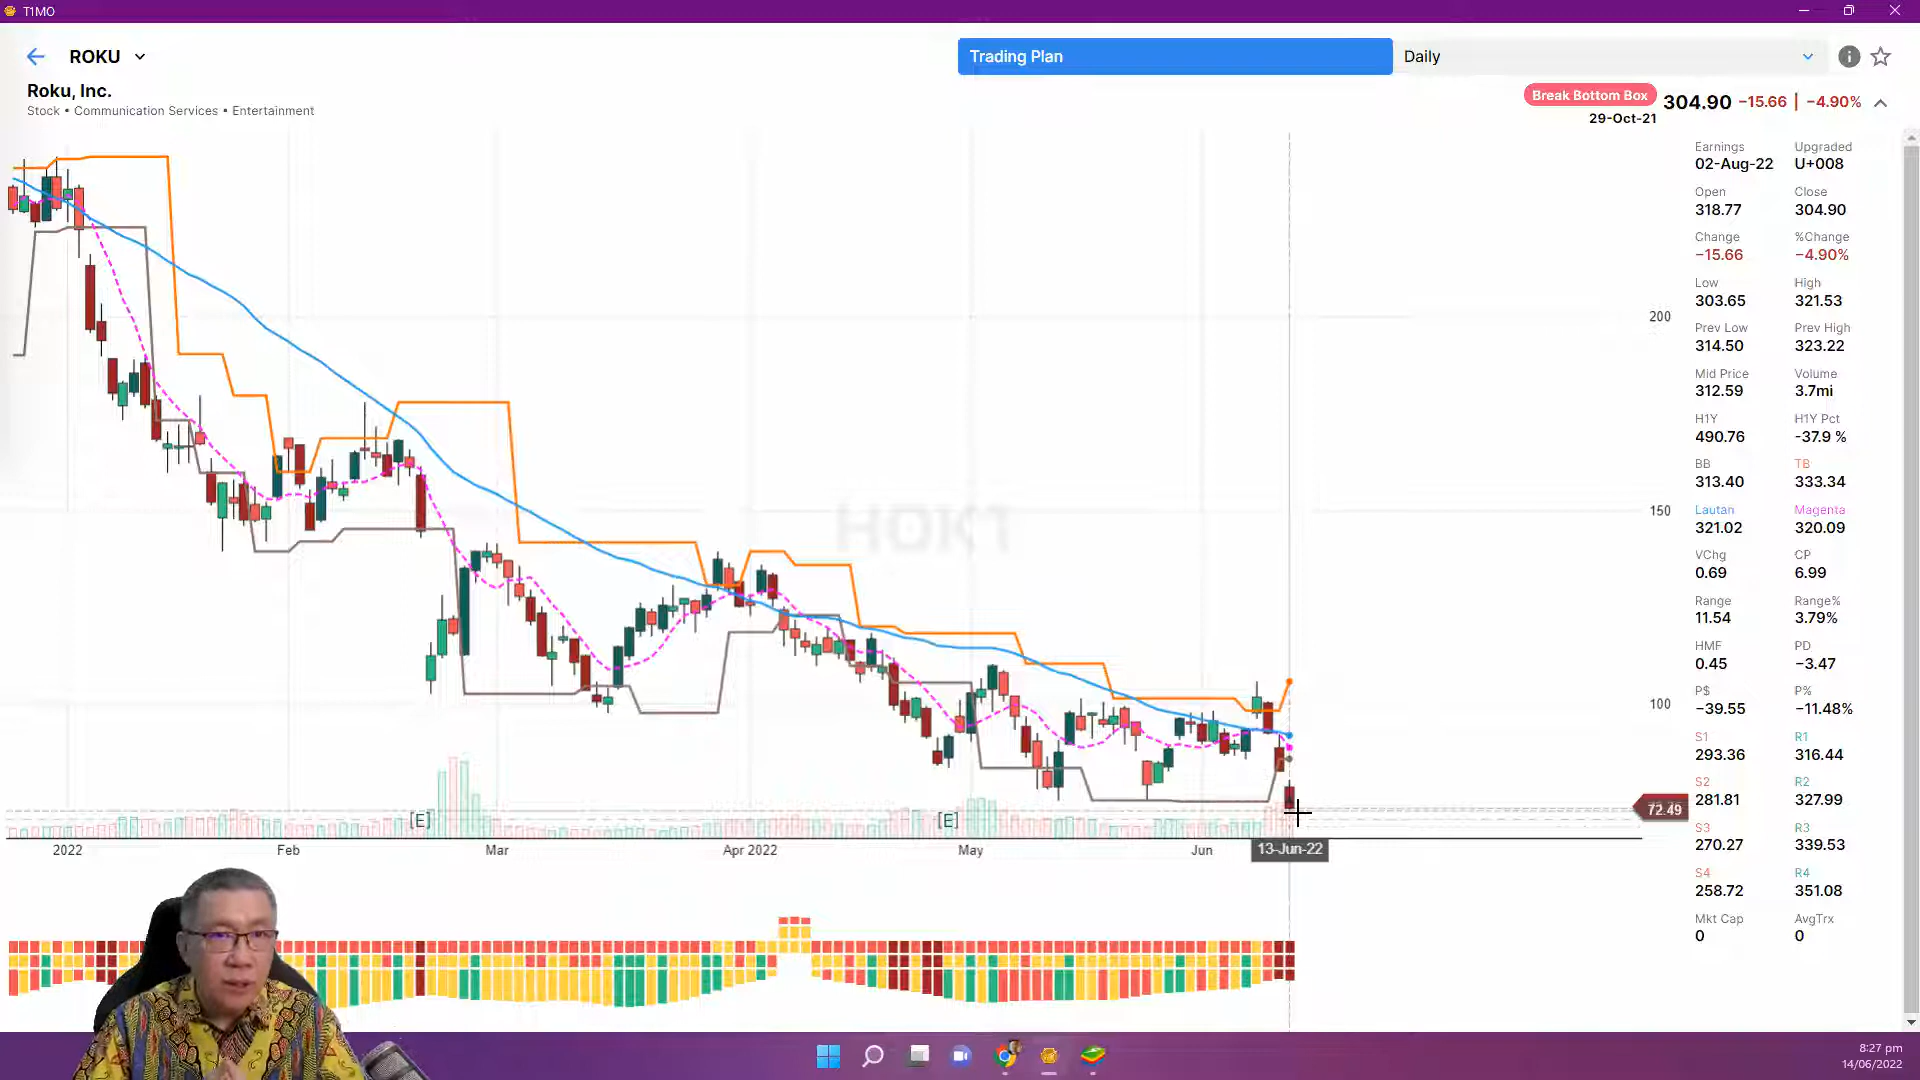 T1MO
ROKU
Trading Plan
Daily
Roku, Inc.
Stock • Communication Services • Entertainment
Break Bottom Box
304.90 −15.66 | −4.90%
29-Oct-21
Earnings Upgraded
02-Aug-22 U+008
Open Close
318.77 304.90
Change %Change
−15.66 −4.90%
Low High
303.65 321.53
Prev Low Prev High
314.50 323.22
Mid Price Volume
312.59 3.7mi
H1Y H1Y Pct
490.76 -37.9 %
BB TB
313.40 333.34
Lautan Magenta
321.02 320.09
VChg CP
0.69 6.99
Range Range%
11.54 3.79%
HMF PD
0.45 −3.47
P$ P%
−39.55 −11.48%
S1 R1
293.36 316.44
S2 R2
281.81 327.99
S3 R3
270.27 339.53
S4 R4
258.72 351.08
Mkt Cap AvgTrx
0 0
200
150
100
72.49
[E] [E]
2022 Feb Mar Apr 2022 May Jun 13-Jun-22
8:27 pm
14/06/2022